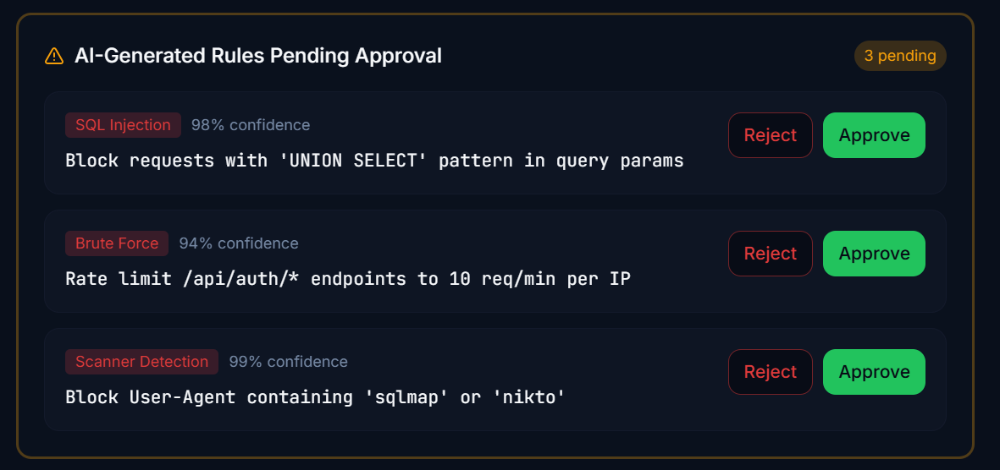 AI-Generated Rules Pending Approval
3 pending
SQL Injection 98% confidence
Block requests with 'UNION SELECT' pattern in query params
Reject Approve
Brute Force 94% confidence
Rate limit /api/auth/* endpoints to 10 req/min per IP
Reject Approve
Scanner Detection 99% confidence
Block User-Agent containing 'sqlmap' or 'nikto'
Reject Approve